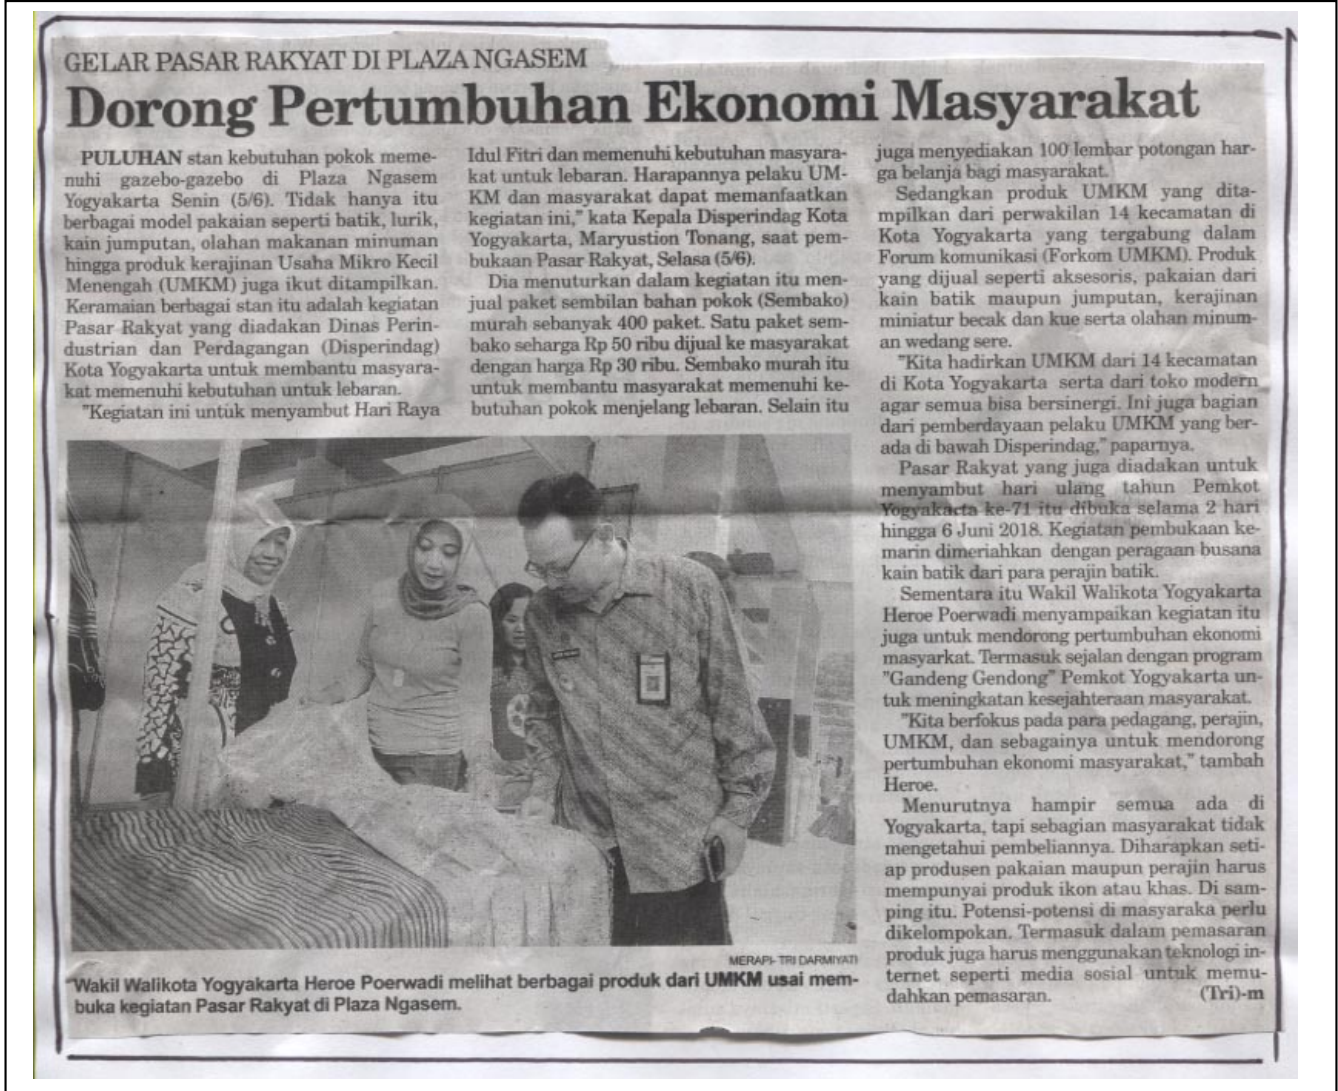 GELAR PASAR RAKYAT DI PLAZA NGASEM
Dorong Pertumbuhan Ekonomi Masyarakat
PULUHAN stan kebutuhan pokok meme-
nuhi gazebo-gazebo di Plaza Ngasem
Yogyakarta Senin (5/6). Tidak hanya itu
berbagai model pakaian seperti batik, lurik,
kain jumputan, olahan makanan minuman
hingga produk kerajinan Usaha Mikro Kecil
Menengah (UMKM) juga ikut ditampilkan.
Keramaian berbagai stan itu adalah kegiatan
Pasar Rakyat yang diadakan Dinas Perin-
dustrian dan Perdagangan (Disperindag)
Kota Yogyakarta untuk membantu masyara-
kat memenuhi kebutuhan untuk lebaran.
"Kegiatan ini untuk menyambut Hari Raya
Idul Fitri dan memenuhi kebutuhan masyara-
kat untuk lebaran. Harapannya pelaku UM-
KM dan masyarakat dapat memanfaatkan
kegiatan ini," kata Kepala Disperindag Kota
Yogyakarta, Maryustion Tonang, saat pem-
bukaan Pasar Rakyat, Selasa (5/6).
Dia menuturkan dalam kegiatan itu men-
jual paket sembilan bahan pokok (Sembako)
murah sebanyak 400 paket. Satu paket sem-
bako seharga Rp 50 ribu dijual ke masyarakat
dengan harga Rp 30 ribu. Sembako murah itu
untuk membantu masyarakat memenuhi ke-
butuhan pokok menjelang lebaran. Selain itu
juga menyediakan 100 lembar potongan har-
ga belanja bagi masyarakat.
Sedangkan produk UMKM yang dita-
mpilkan dari perwakilan 14 kecamatan di
Kota Yogyakarta yang tergabung dalam
Forum komunikasi (Forkom UMKM). Produk
yang dijual seperti aksesoris, pakaian dari
kain batik maupun jumputan, kerajinan
miniatur becak dan kue serta olahan minum-
an wedang sere.
"Kita hadirkan UMKM dari 14 kecamatan
di Kota Yogyakarta serta dari toko modern
agar semua bisa bersinergi. Ini juga bagian
dari pemberdayaan pelaku UMKM yang ber-
ada di bawah Disperindag," paparnya.
Pasar Rakyat yang juga diadakan untuk
menyambut hari ulang tahun Pemkot
Yogyakarta ke-71 itu dibuka selama 2 hari
hingga 6 Juni 2018. Kegiatan pembukaan ke-
marin dimeriahkan dengan peragaan busana
kain batik dari para perajin batik.
Sementara itu Wakil Walikota Yogyakarta
Heroe Poerwadi menyampaikan kegiatan itu
juga untuk mendorong pertumbuhan ekonomi
masyarkat. Termasuk sejalan dengan program
"Gandeng Gendong" Pemkot Yogyakarta un-
tuk meningkatan kesejahteraan masyarakat.
"Kita berfokus pada para pedagang, perajin,
UMKM, dan sebagainya untuk mendorong
pertumbuhan ekonomi masyarakat," tambah
Heroe.
Menurutnya hampir semua ada di
Yogyakarta, tapi sebagian masyarakat tidak
mengetahui pembeliannya. Diharapkan seti-
ap produsen pakaian maupun perajin harus
mempunyai produk ikon atau khas. Di sam-
ping itu. Potensi-potensi di masyaraka perlu
dikelompokan. Termasuk dalam pemasaran
produk juga harus menggunakan teknologi in-
ternet seperti media sosial untuk memu-
dahkan pemasaran. (Tri)-m
MERAPI- TRI DARMIYATI
Wakil Walikota Yogyakarta Heroe Poerwadi melihat berbagai produk dari UMKM usai mem-
buka kegiatan Pasar Rakyat di Plaza Ngasem.